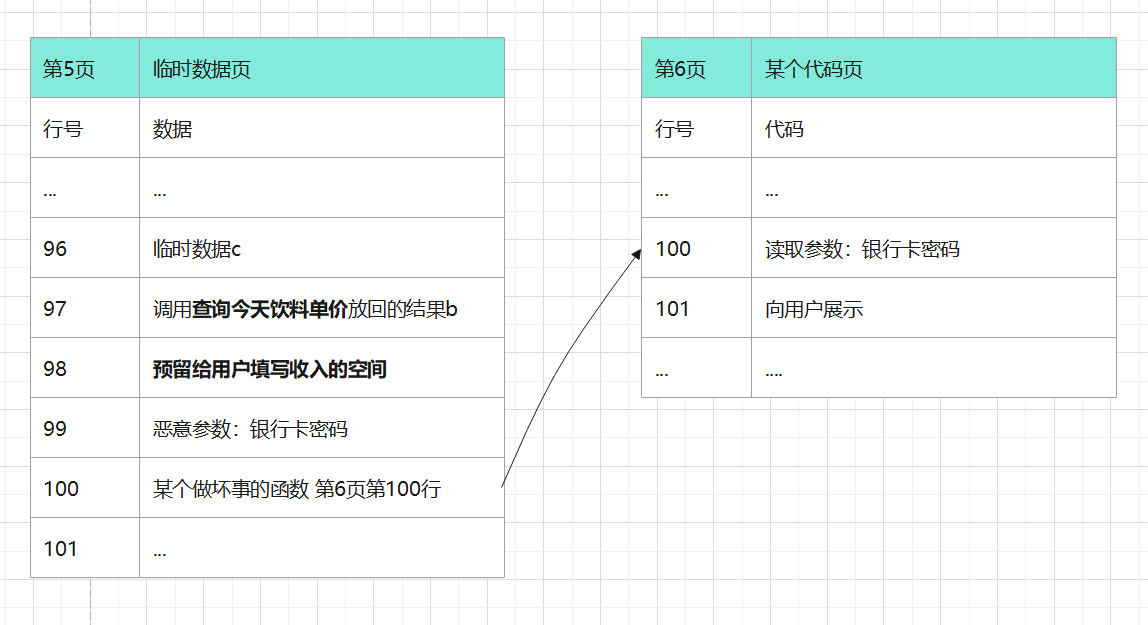 第5页 临时数据页
行号 数据
... ...
96 临时数据c
97 调用查询今天饮料单价放回的结果b
98 预留给用户填写收入的空间
99 恶意参数：银行卡密码
100 某个做坏事的函数 第6页第100行
101 ...
第6页 某个代码页
行号 代码
... ...
100 读取参数：银行卡密码
101 向用户展示
... ....